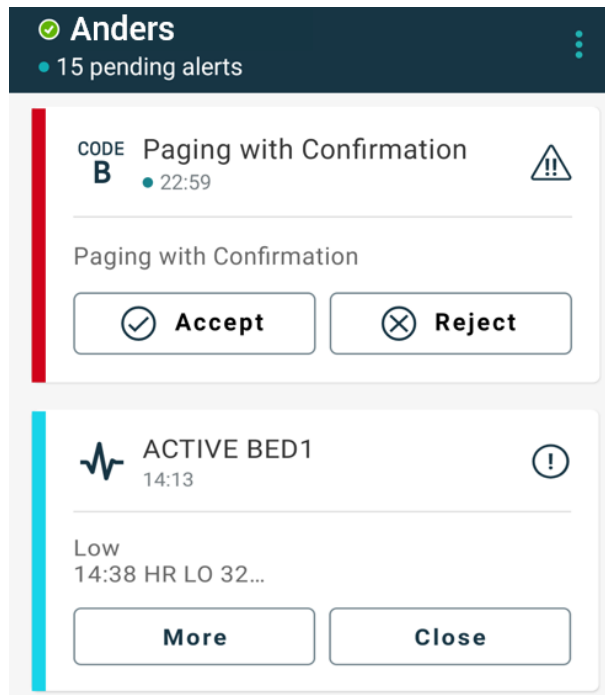 Anders
15 pending alerts
CODE B
Paging with Confirmation
22:59
!!
Paging with Confirmation
Accept
Reject
ACTIVE BED1
14:13
!
Low
14:38 HR LO 32...
More
Close